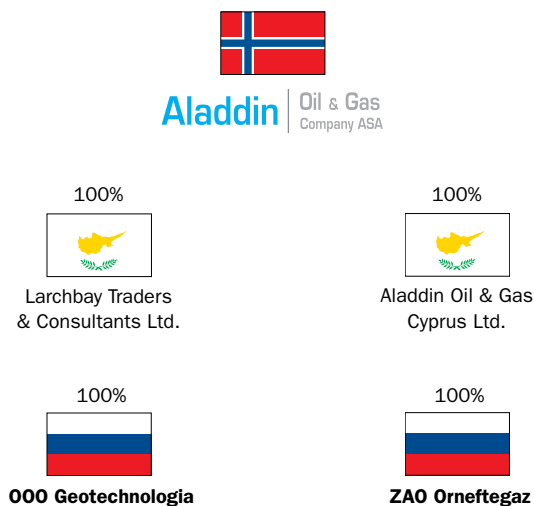 Aladdin
Oil & Gas
Company ASA
100%
100%
Larchbay Traders
& Consultants Ltd.
Aladdin Oil & Gas
Cyprus Ltd.
100%
100%
OOO Geotechnologia
ZAO Orneftegaz